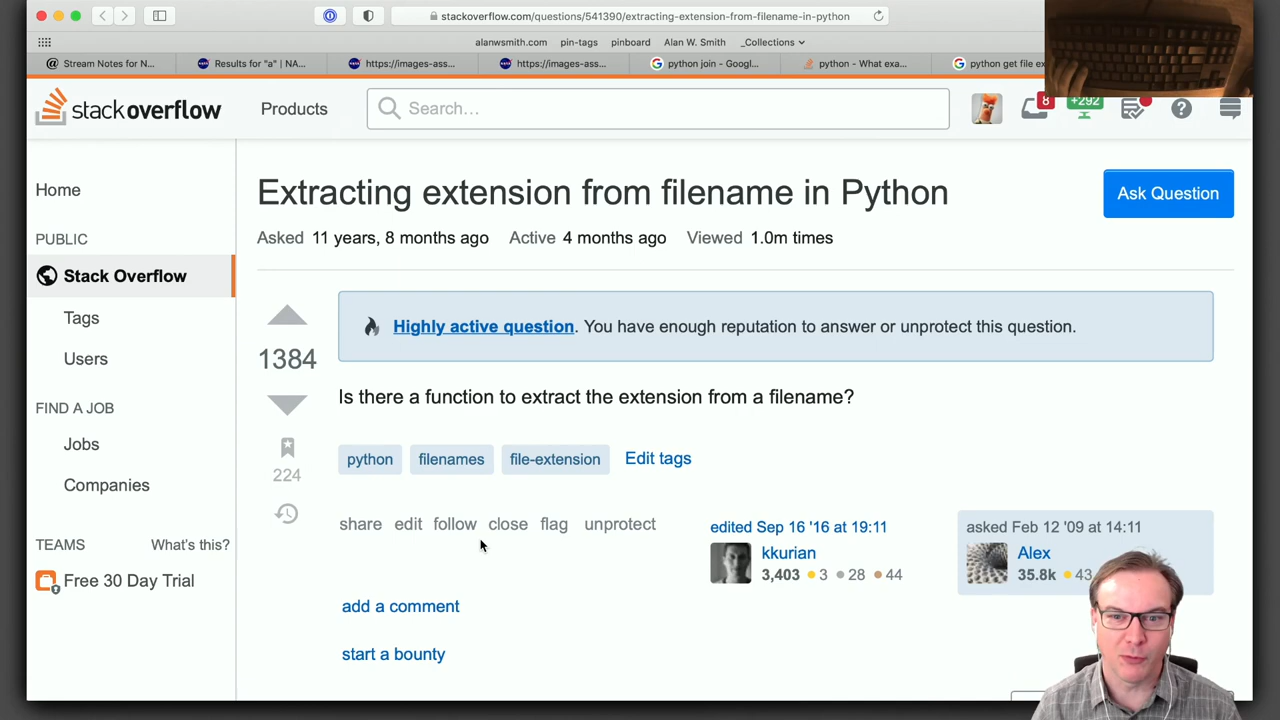 stackoverflow.com/questions/541390/extracting-extension-from-filename-in-python
alanwsmith.com pin-tags pinboard Alan W. Smith _Collections
@ Stream Notes for N... Results for "a" | NA... https://images-ass... https://images-ass... python join - Googl... python - What exa... python get file ex
stackoverflow Products Search... 8 +292
Home
PUBLIC
Stack Overflow
Tags
Users
FIND A JOB
Jobs
Companies
TEAMS What's this?
Free 30 Day Trial
Extracting extension from filename in Python
Ask Question
Asked 11 years, 8 months ago Active 4 months ago Viewed 1.0m times
1384
224
Highly active question. You have enough reputation to answer or unprotect this question.
Is there a function to extract the extension from a filename?
python filenames file-extension Edit tags
share edit follow close flag unprotect
edited Sep 16 '16 at 19:11
kkurian
3,403 3 28 44
asked Feb 12 '09 at 14:11
Alex
35.8k 43
add a comment
start a bounty